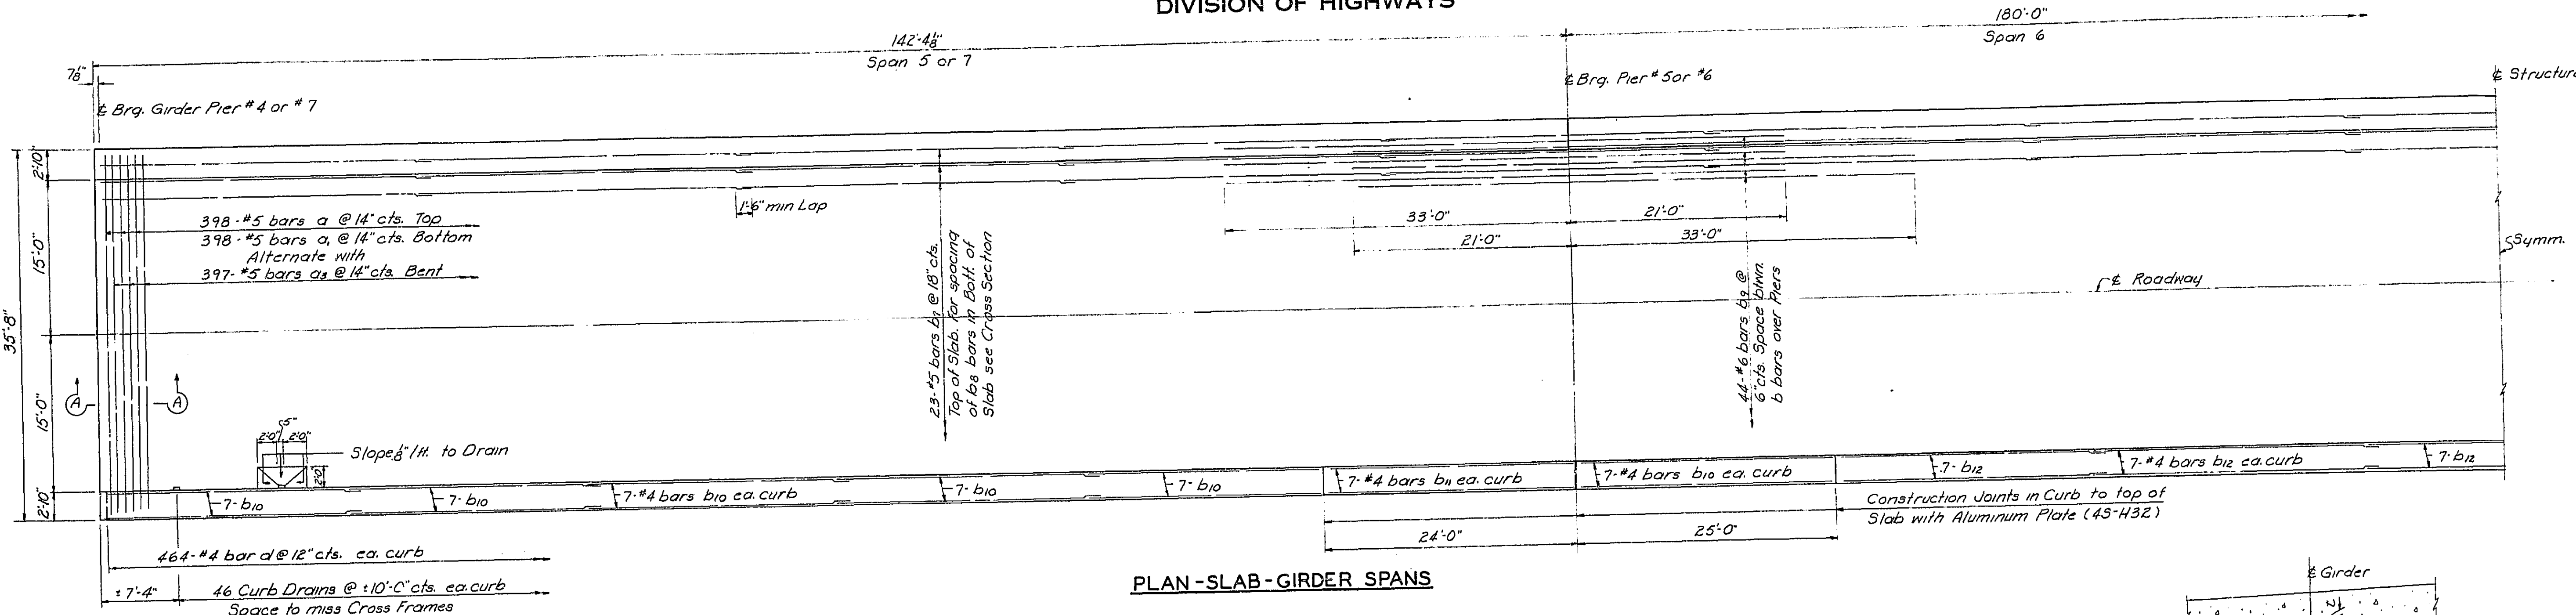 DIVISION OF HIGHWAYS
142'-4⅛"
Span 5 or 7
180'-0"
Span 6
7⅛"
℄ Brg. Girder Pier #4 or #7
℄ Brg. Pier #5 or #6
℄ Structure
2'-10"
15'-0"
35'-8"
15'-0"
2'-10"
398-#5 bars a @ 14" cts. Top
398-#5 bars a, @ 14" cts. Bottom
Alternate with
397-#5 bars a3 @ 14" cts. Bent
1'-6" min Lap
33'-0"
21'-0"
21'-0"
33'-0"
23-#5 bars b7 @ 18" cts.
Top of Slab. For spacing
of b8 bars in Bott. of
Slab see Cross Section
44-#6 bars b9 @
6" cts. Space btwn.
b bars over Piers
Symm.
℄ Roadway
A
A
5"
2'-0"
2'-0"
2'-0"
Slope ⅛"/ft. to Drain
7-b10
7-b10
7-#4 bars b10 ea. curb
7-b10
7-b10
7-#4 bars b11 ea. curb
7-#4 bars b10 ea. curb
7-b12
7-#4 bars b12 ea. curb
7-b12
Construction Joints in Curb to top of
Slab with Aluminum Plate (4S-H32)
24'-0"
25'-0"
464-#4 bar d @ 12" cts. ea. curb
±7'-4"
46 Curb Drains @ ±10'-0" cts. ea. curb
Space to miss Cross Frames
PLAN-SLAB-GIRDER SPANS
℄ Girder